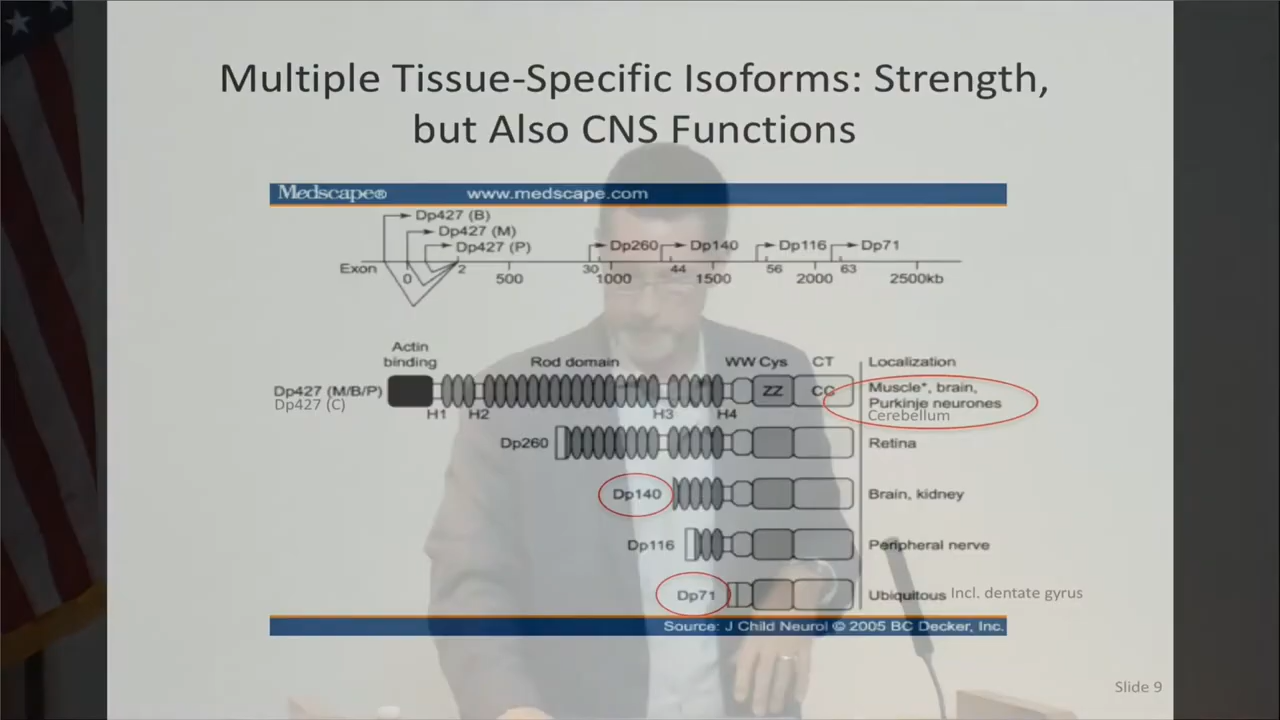 Multiple Tissue-Specific Isoforms: Strength,
but Also CNS Functions
Medscape® www.medscape.com
Dp427 (B)
Dp427 (M)
Dp427 (P) Dp260 Dp140 Dp116 Dp71
Exon 0 2 500 30 1000 44 1500 56 2000 63 2500kb
Actin
binding Rod domain WW Cys CT Localization
Dp427 (M/B/P) ZZ CC Muscle*, brain,
Dp427 (C) H1 H2 H3 H4 Purkinje neurones
Cerebellum
Dp260 Retina
Dp140 Brain, kidney
Dp116 Peripheral nerve
Dp71 Ubiquitous Incl. dentate gyrus
Source: J Child Neurol © 2005 BC Decker, Inc.
Slide 9